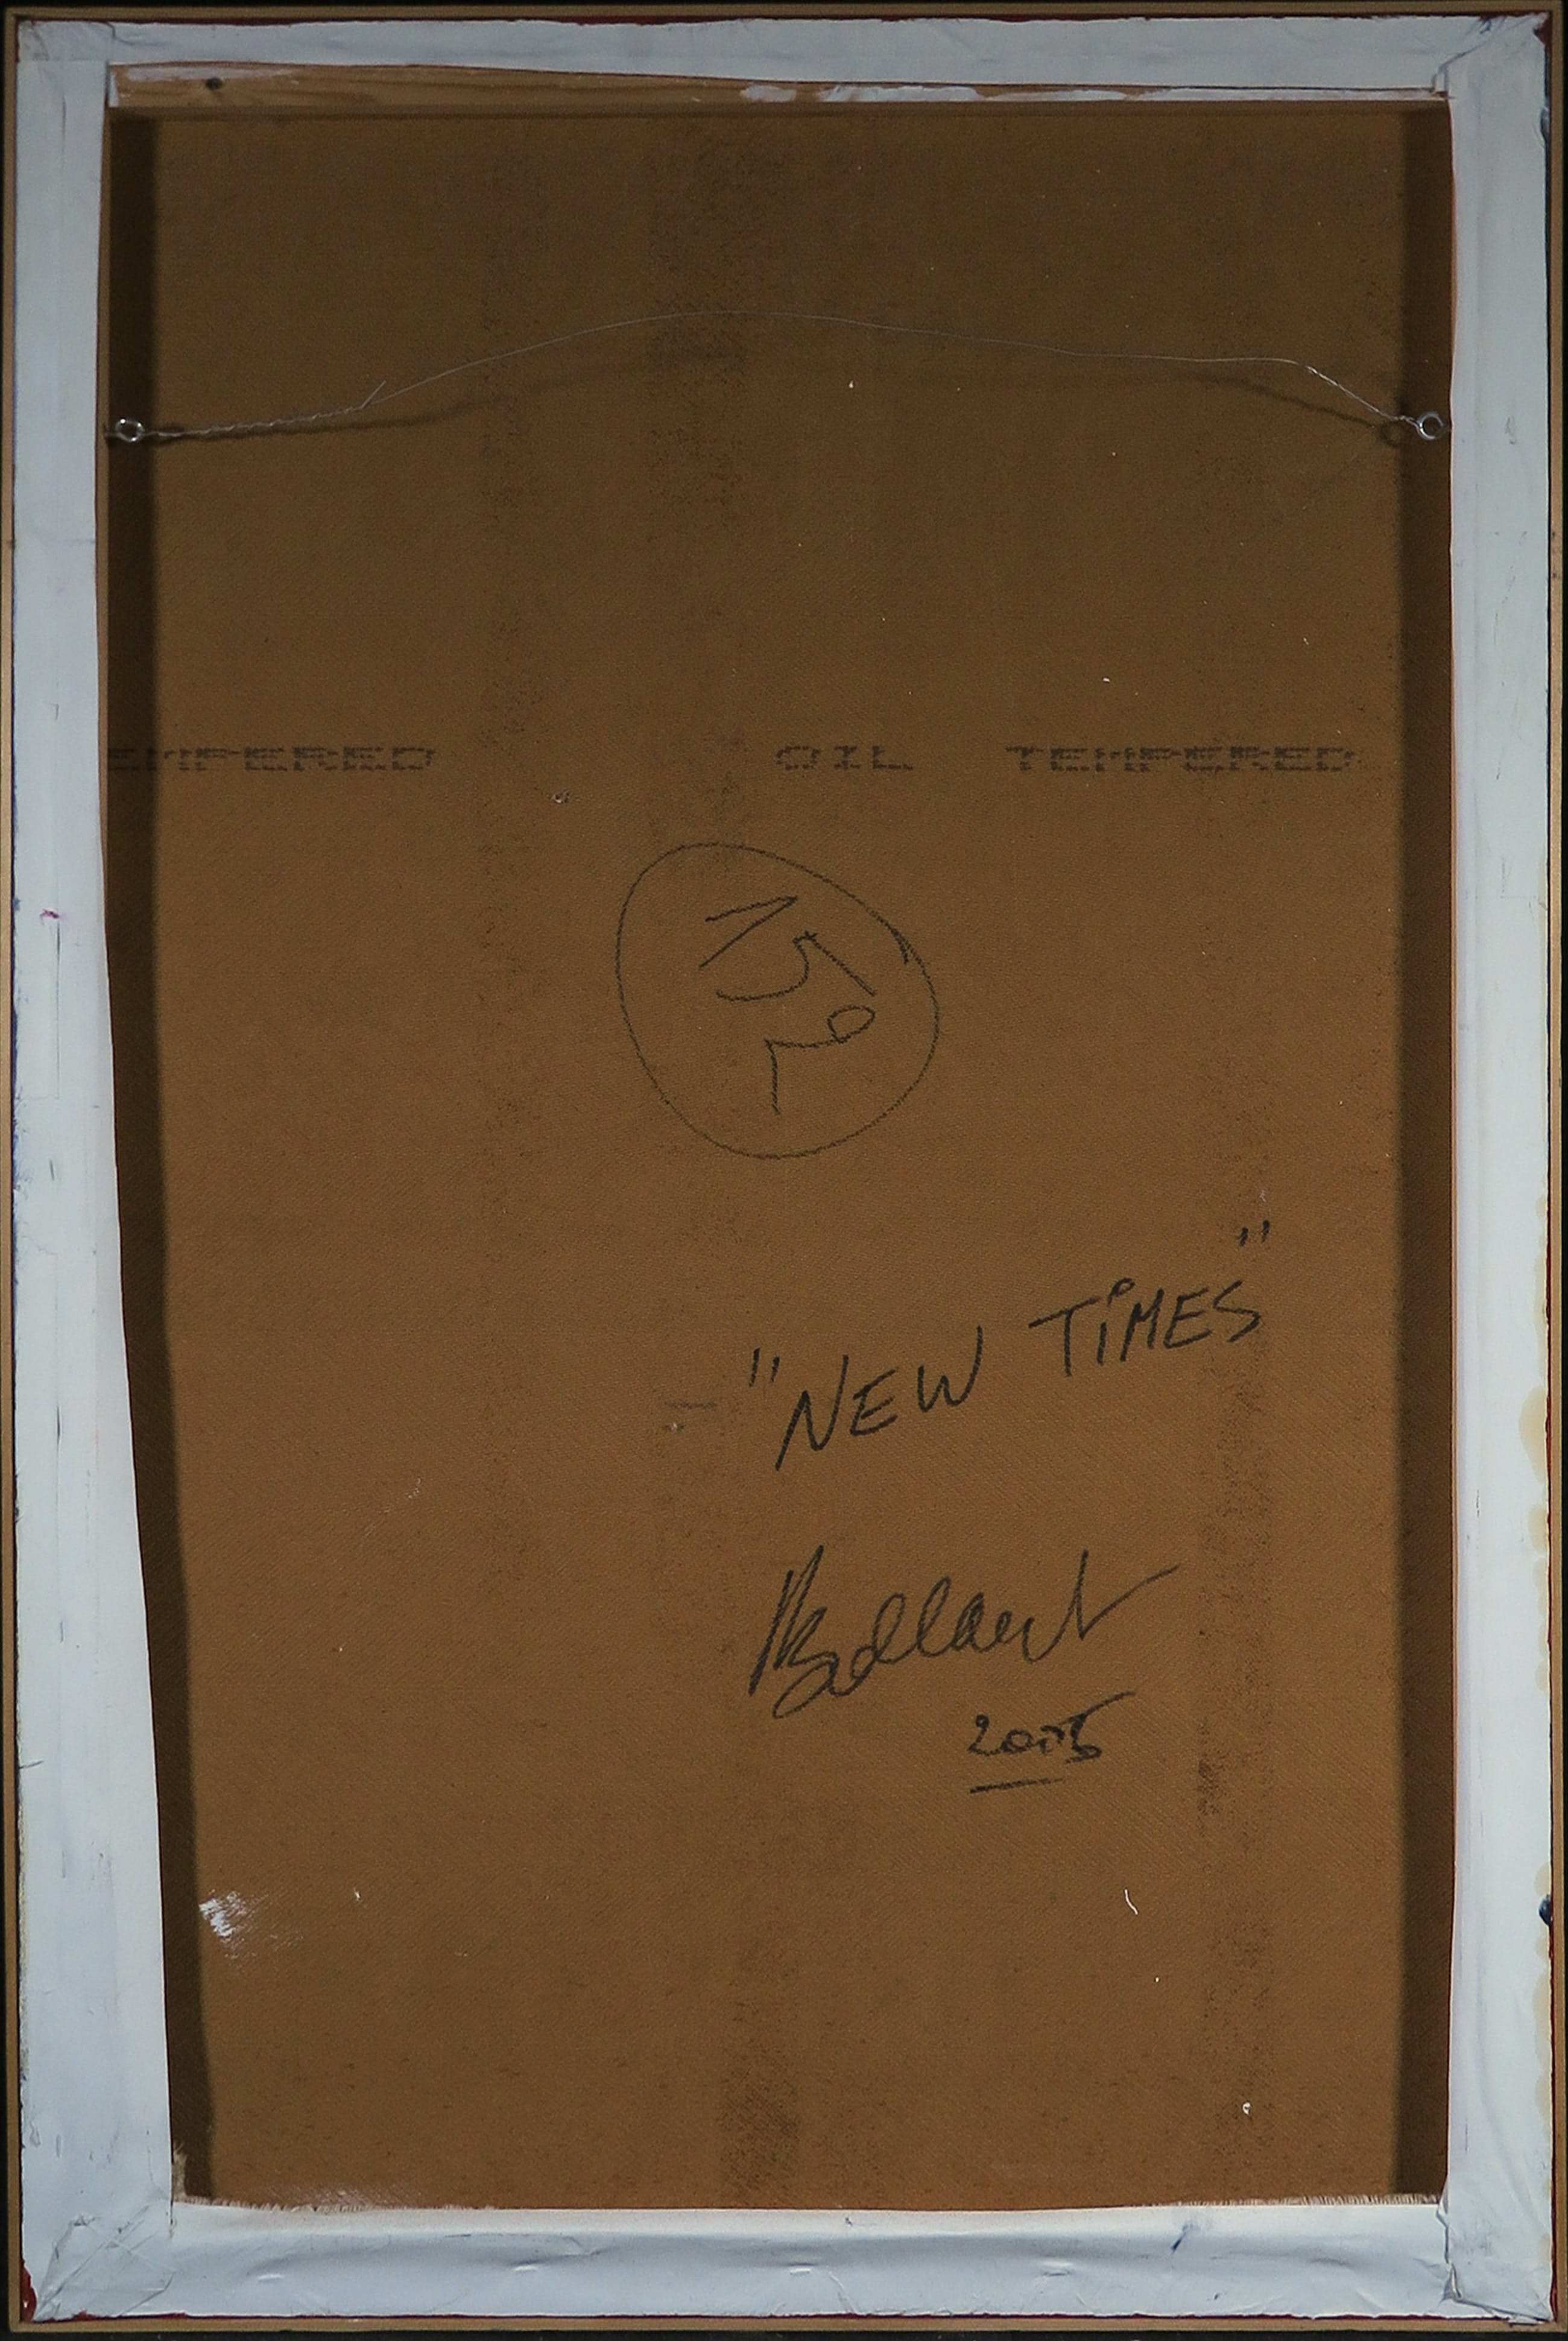 EMPERED OIL TEMPERED
"NEW TiMES"
2005